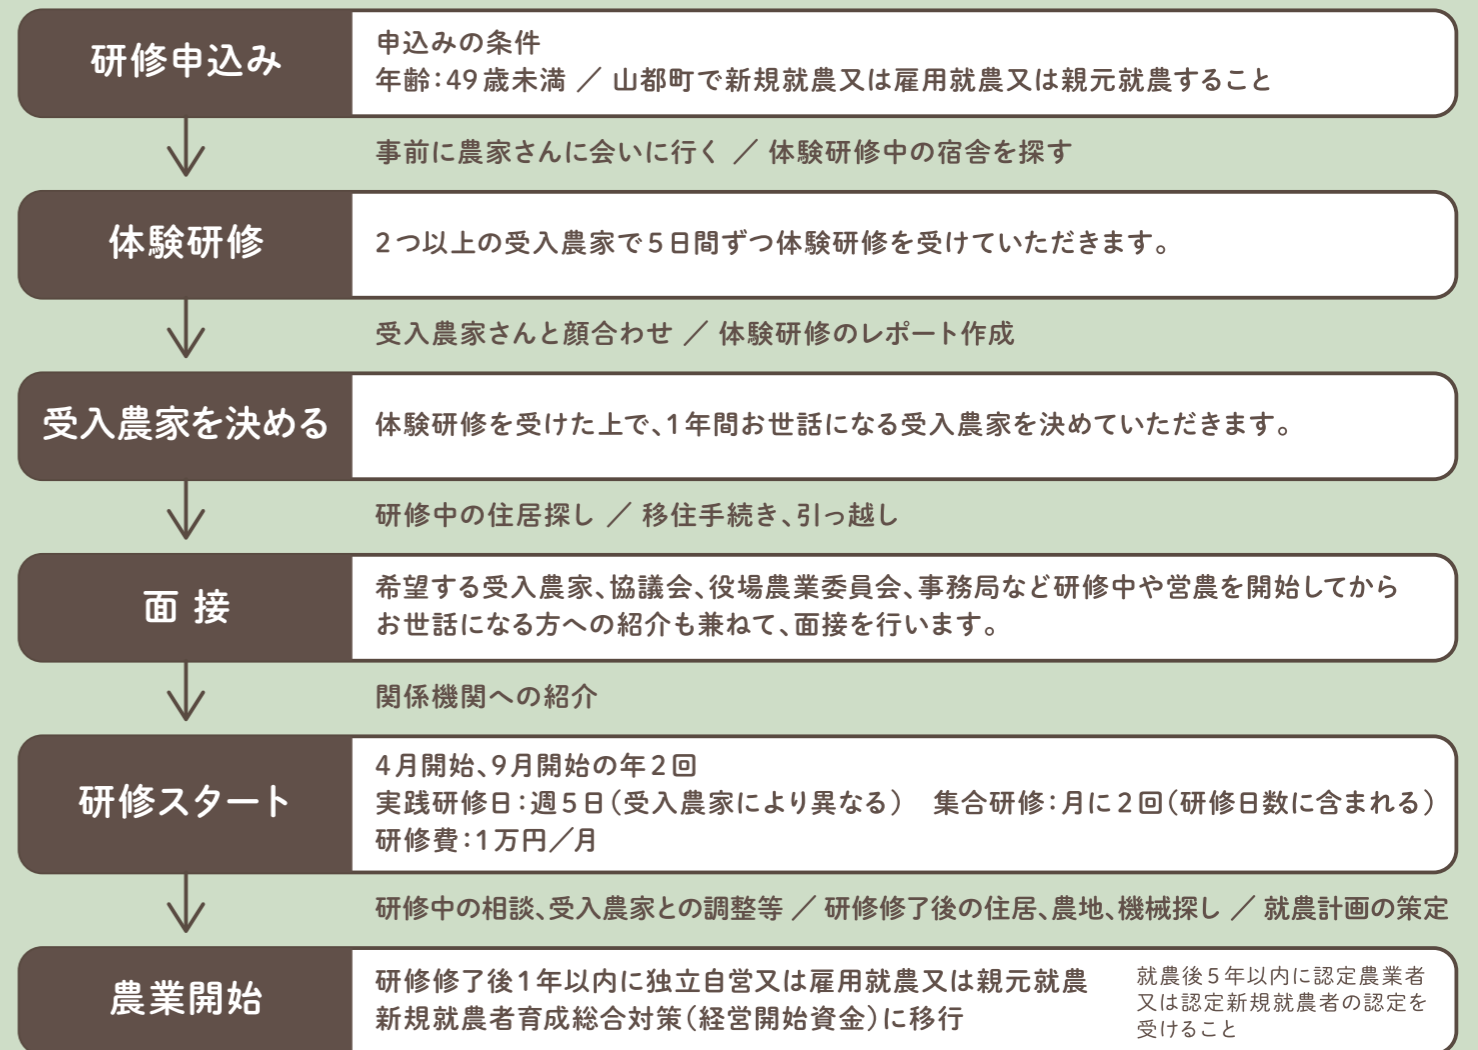 研修申込み
申込みの条件
年齢：49歳未満 ／ 山都町で新規就農又は雇用就農又は親元就農すること
事前に農家さんに会いに行く ／ 体験研修中の宿舎を探す
体験研修
2つ以上の受入農家で5日間ずつ体験研修を受けていただきます。
受入農家さんと顔合わせ ／ 体験研修のレポート作成
受入農家を決める
体験研修を受けた上で、1年間お世話になる受入農家を決めていただきます。
研修中の住居探し ／ 移住手続き、引っ越し
面 接
希望する受入農家、協議会、役場農業委員会、事務局など研修中や営農を開始してから
お世話になる方への紹介も兼ねて、面接を行います。
関係機関への紹介
研修スタート
4月開始、9月開始の年2回
実践研修日：週5日（受入農家により異なる） 集合研修：月に2回（研修日数に含まれる）
研修費：1万円／月
研修中の相談、受入農家との調整等 ／ 研修修了後の住居、農地、機械探し ／ 就農計画の策定
農業開始
研修修了後1年以内に独立自営又は雇用就農又は親元就農
新規就農者育成総合対策（経営開始資金）に移行
就農後5年以内に認定農業者
又は認定新規就農者の認定を
受けること